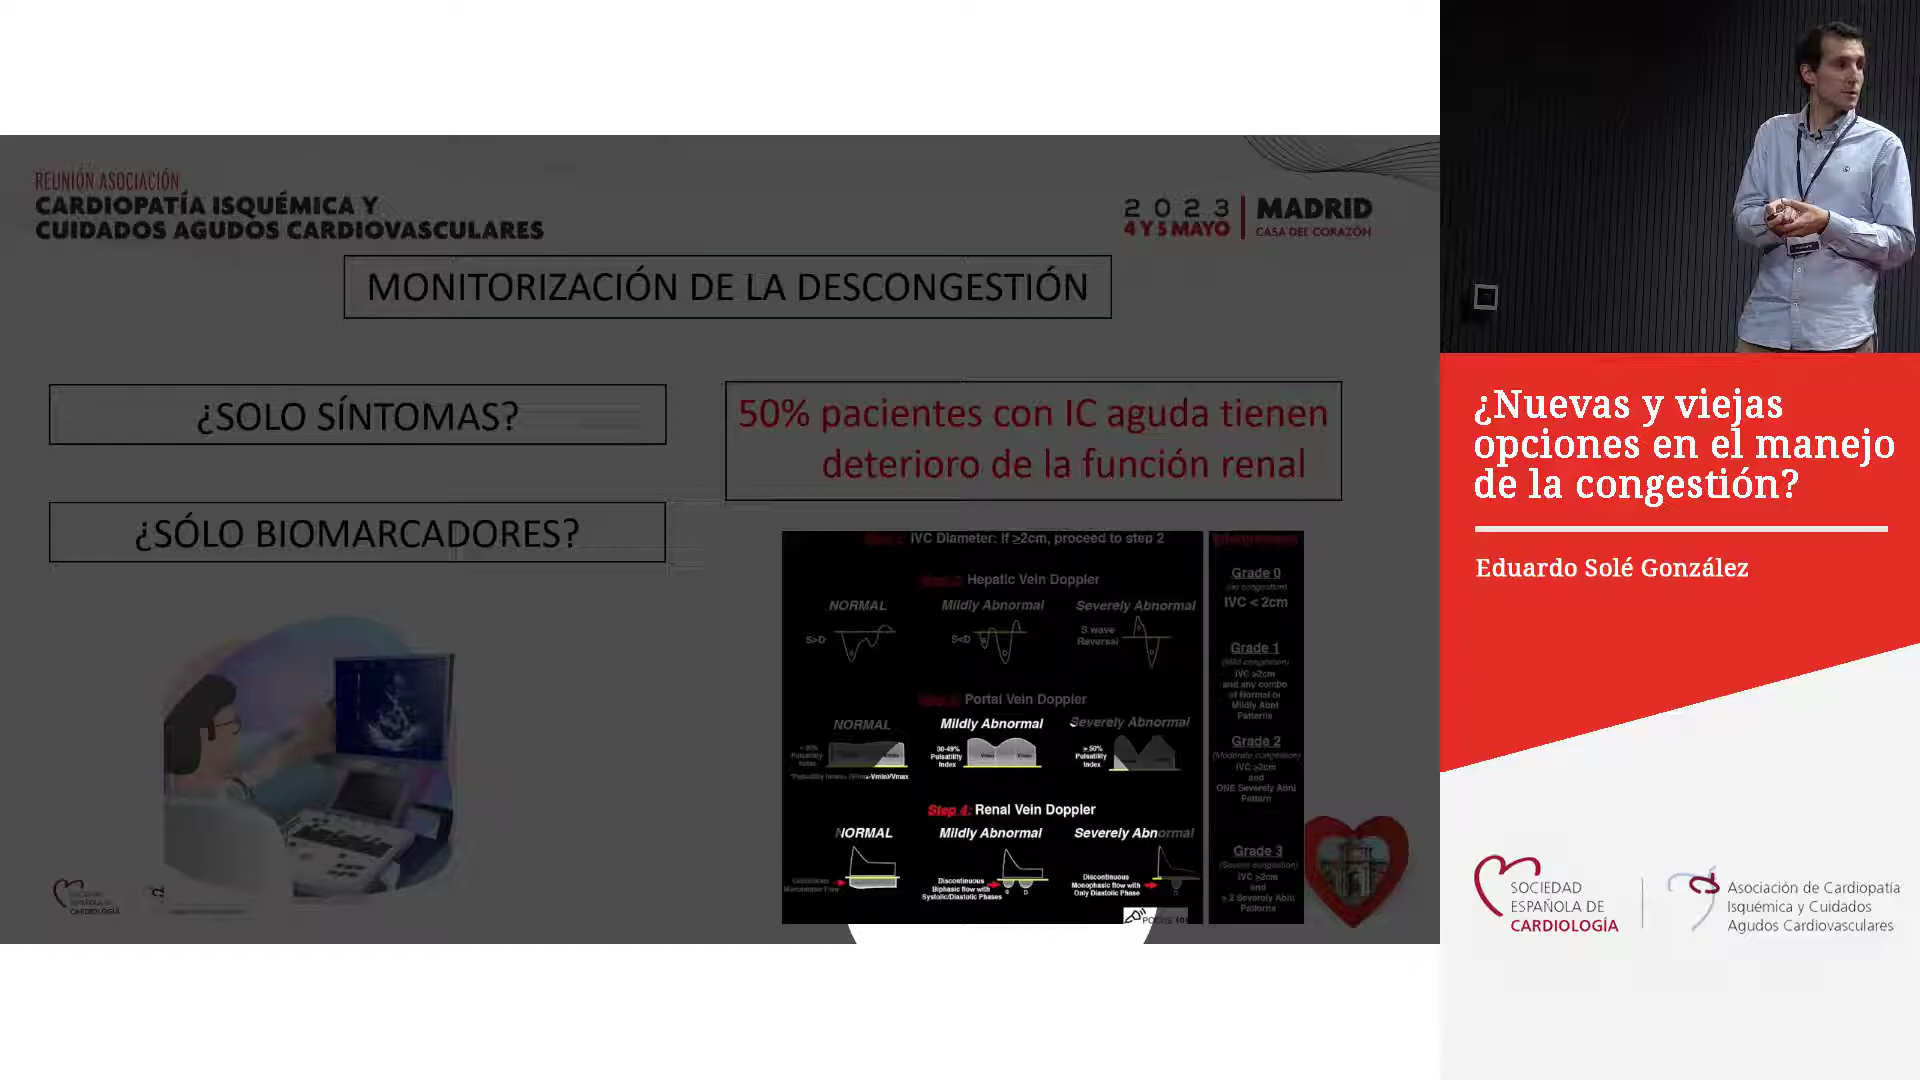 REUNIÓN ASOCIACIÓN
CARDIOPATÍA ISQUÉMICA Y
CUIDADOS AGUDOS CARDIOVASCULARES
2023
4 Y 5 MAYO
MADRID
CASA DEL CORAZÓN
MONITORIZACIÓN DE LA DESCONGESTIÓN
¿SOLO SÍNTOMAS?
¿SÓLO BIOMARCADORES?
50% pacientes con IC aguda tienen
deterioro de la función renal
IVC Diameter: If ≥2cm, proceed to step 2
Hepatic Vein Doppler
NORMAL
Mildly Abnormal
Severely Abnormal
S>D
S<D
S wave
Reversal
Portal Vein Doppler
NORMAL
Mildly Abnormal
Severely Abnormal
Pulsatility
Index
30-49%
Pulsatility
Index
≥50%
Pulsatility
Index
Step 4: Renal Vein Doppler
NORMAL
Mildly Abnormal
Severely Abnormal
Discontinuous
Biphasic flow with
Systolic/Diastolic Phases
Discontinuous
Monophasic flow with
Only Diastolic Phase
Grade 0
(no congestion)
IVC < 2cm
Grade 1
(Mild congestion)
IVC ≥2cm
and any combo
of Normal or
Mildly Abnl
Patterns
Grade 2
(Moderate congestion)
IVC ≥2cm
and
ONE Severely Abnl
Pattern
Grade 3
(Severe congestion)
IVC ≥2cm
and
≥ 2 Severely Abnl
Patterns
¿Nuevas y viejas
opciones en el manejo
de la congestión?
Eduardo Solé González
SOCIEDAD
ESPAÑOLA DE
CARDIOLOGÍA
Asociación de Cardiopatía
Isquémica y Cuidados
Agudos Cardiovasculares